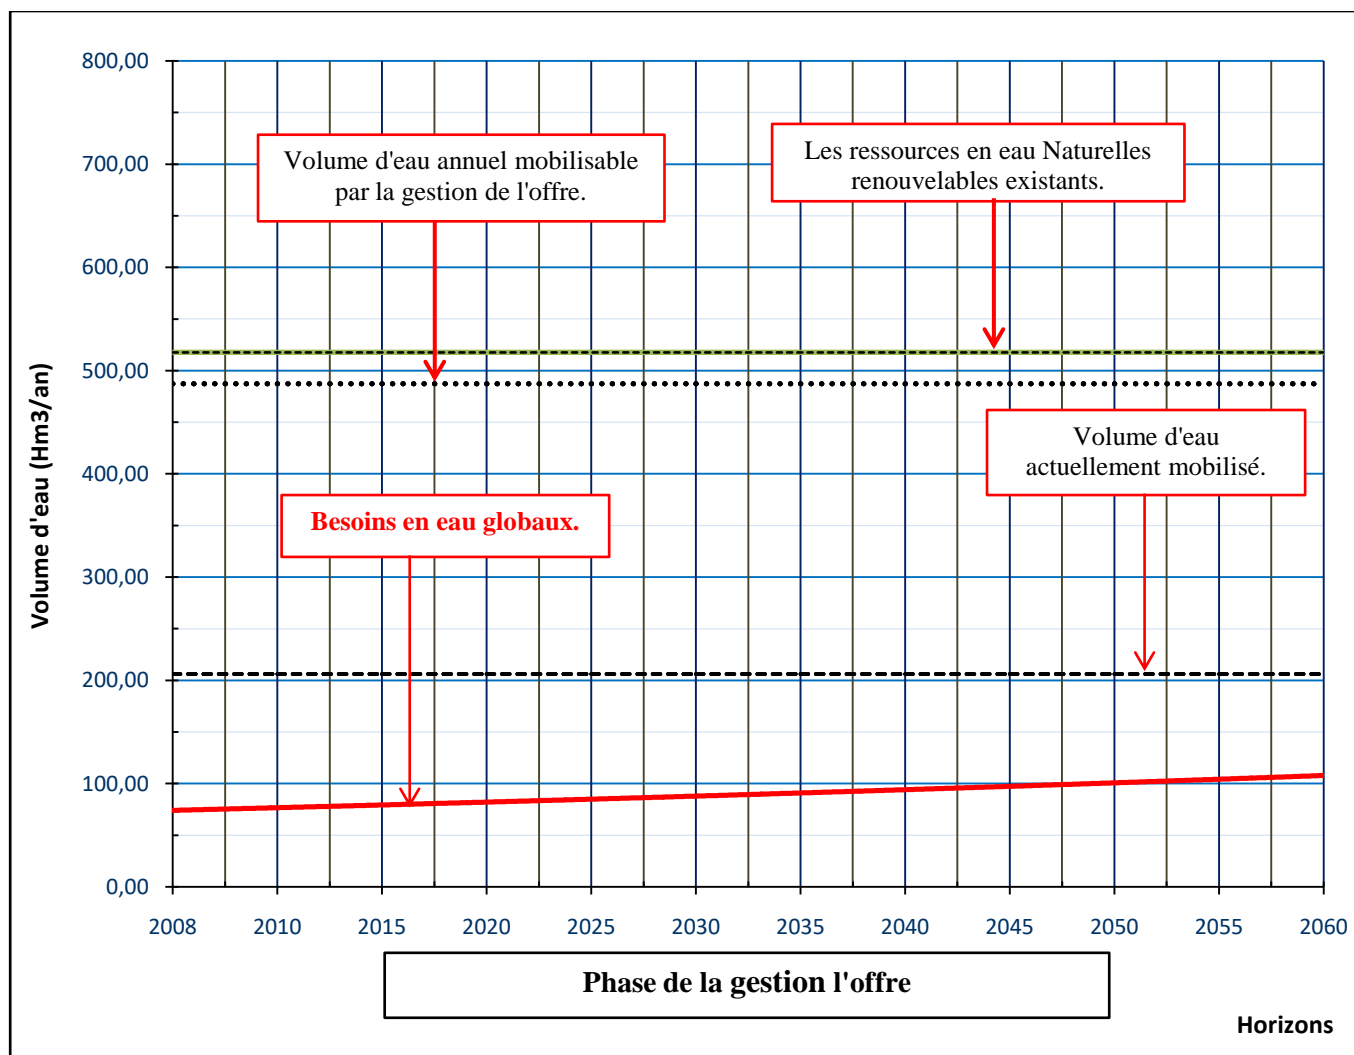 800,00
700,00
600,00
500,00
400,00
300,00
200,00
100,00
0,00
Volume d'eau (Hm3/an)
Volume d'eau annuel mobilisable
par la gestion de l'offre.
Les ressources en eau Naturelles
renouvelables existants.
Volume d'eau
actuellement mobilisé.
Besoins en eau globaux.
2008 2010 2015 2020 2025 2030 2035 2040 2045 2050 2055 2060
Phase de la gestion l'offre
Horizons